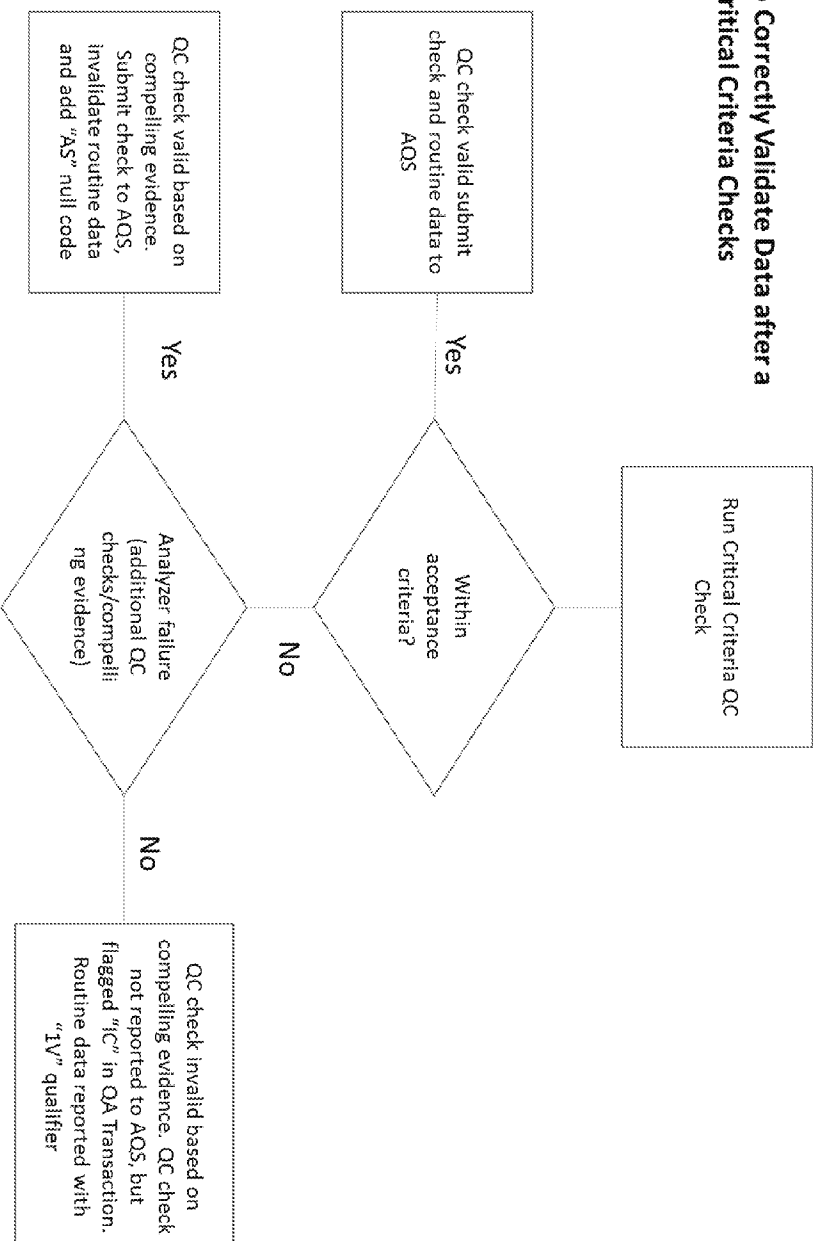 Correctly Validate Data after a
ritical Criteria Checks
Run Critical Criteria QC
Check
Within
acceptance
criteria?
Yes
QC check valid submit
check and routine data to
AQS
No
Analyzer failure
(additional QC
checks/compelli
ng evidence)
Yes
QC check valid based on
compelling evidence.
Submit check to AQS,
invalidate routine data
and add "AS" null code
No
QC check invalid based on
compelling evidence. QC check
not reported to AQS, but
flagged "IC" in QA Transaction.
Routine data reported with
"1V" qualifier